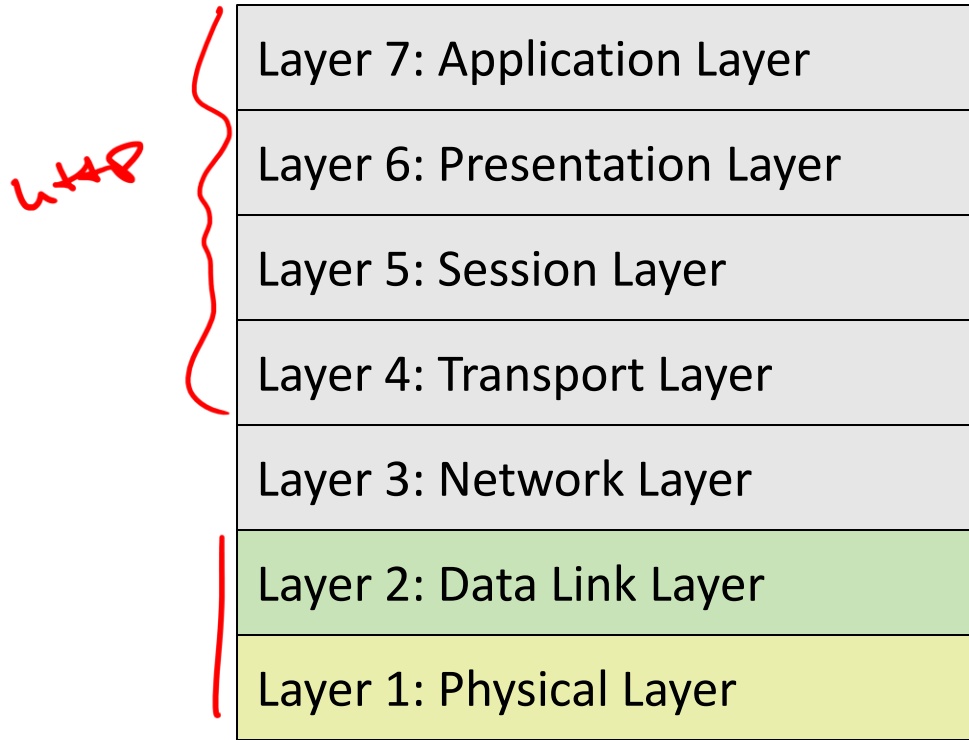 Layer 7: Application Layer
http
Layer 6: Presentation Layer
Layer 5: Session Layer
Layer 4: Transport Layer
Layer 3: Network Layer
Layer 2: Data Link Layer
Layer 1: Physical Layer